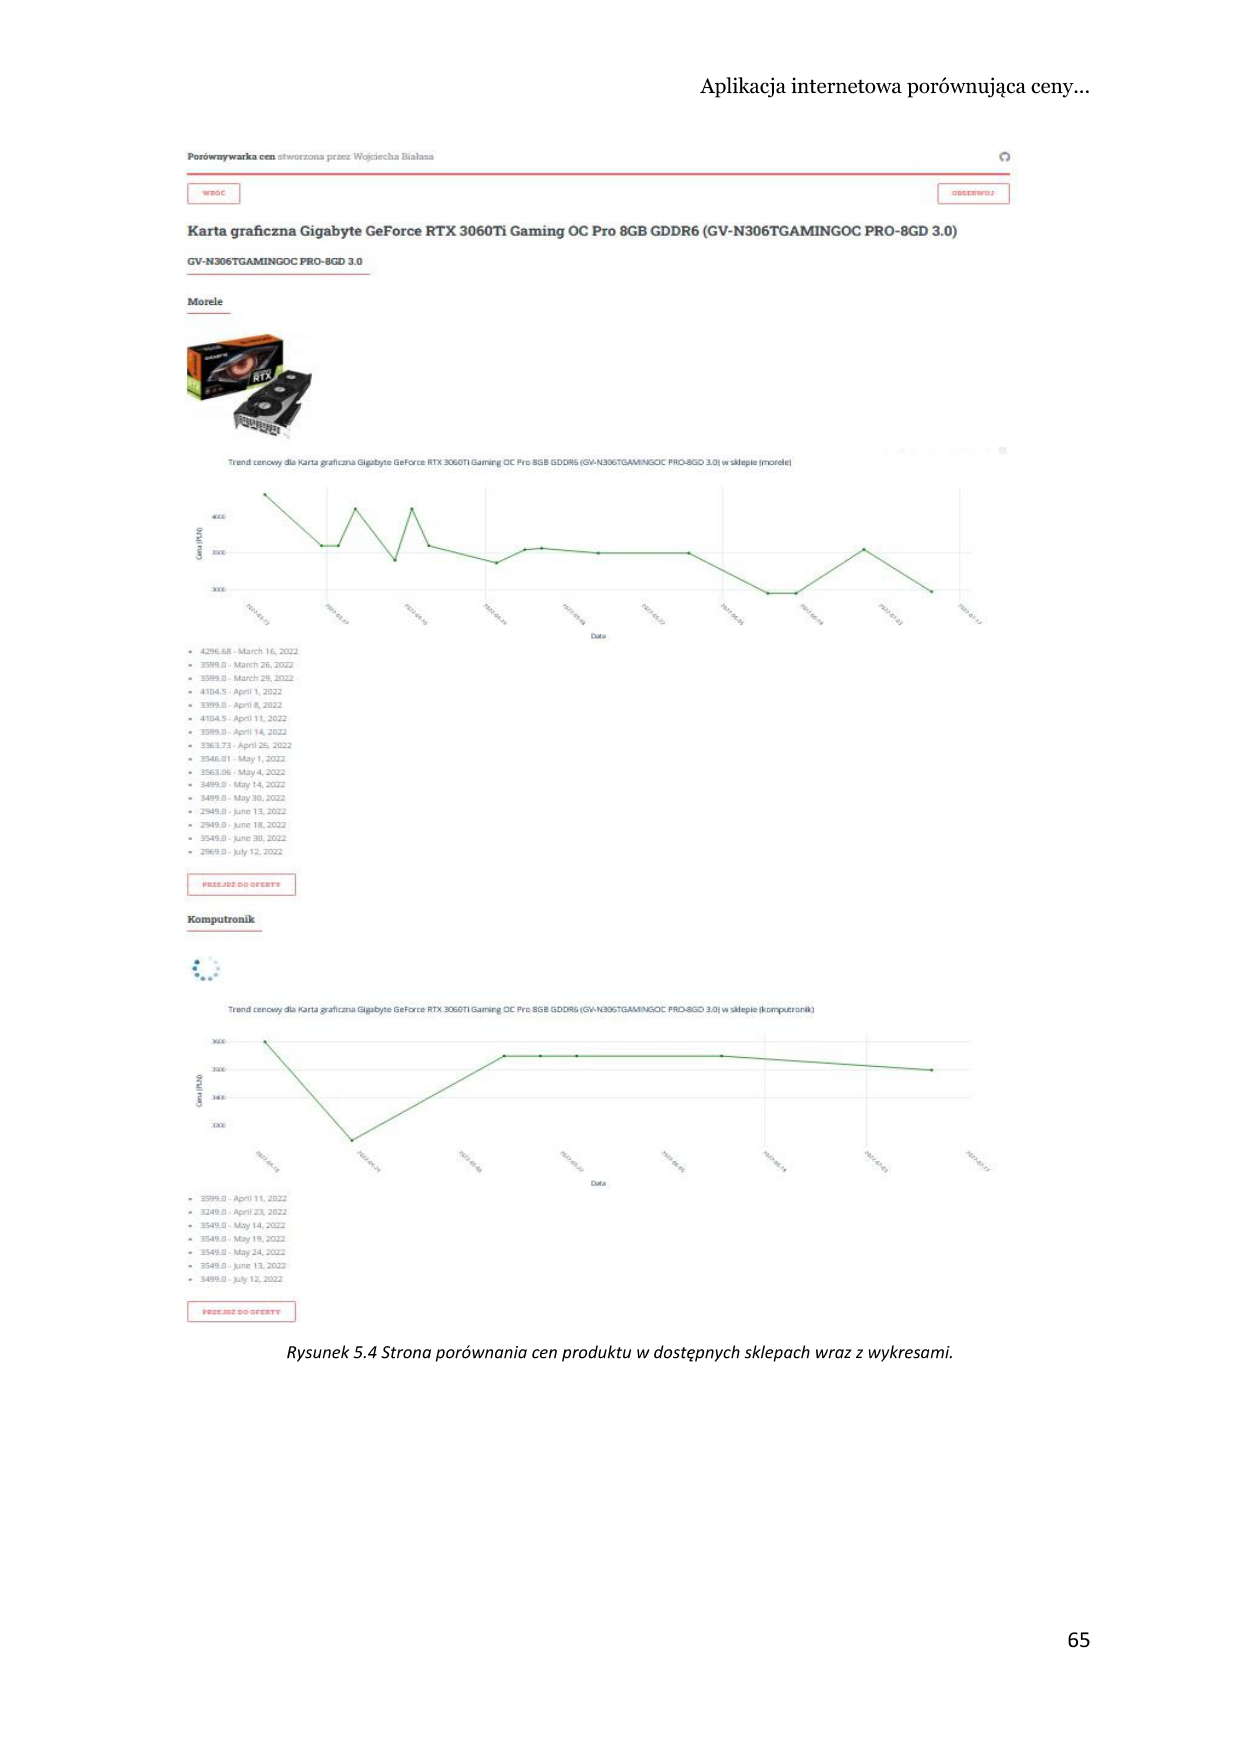 Aplikacja internetowa porównująca ceny...
Porównywarka cen stworzona przez Wojciecha Białasa
WRÓĆ
OBSERWUJ
Karta graficzna Gigabyte GeForce RTX 3060Ti Gaming OC Pro 8GB GDDR6 (GV-N306TGAMINGOC PRO-8GD 3.0)
GV-N306TGAMINGOC PRO-8GD 3.0
Morele
GIGABYTE
RTX
Trend cenowy dla Karta graficzna Gigabyte GeForce RTX 3060Ti Gaming OC Pro 8GB GDDR6 (GV-N306TGAMINGOC PRO-8GD 3.0) w sklepie (morele)
4000
Cena (PLN)
3500
3000
Data
• 4296.68 - March 16, 2022
• 3599.0 - March 26, 2022
• 3599.0 - March 29, 2022
• 4104.5 - April 1, 2022
• 3399.0 - April 8, 2022
• 4104.5 - April 11, 2022
• 3599.0 - April 14, 2022
• 3363.73 - April 26, 2022
• 3546.01 - May 1, 2022
• 3563.06 - May 4, 2022
• 3499.0 - May 14, 2022
• 3499.0 - May 30, 2022
• 2949.0 - June 13, 2022
• 2949.0 - June 18, 2022
• 3549.0 - June 30, 2022
• 2969.0 - July 12, 2022
PRZEJDŹ DO OFERTY
Komputronik
Trend cenowy dla Karta graficzna Gigabyte GeForce RTX 3060Ti Gaming OC Pro 8GB GDDR6 (GV-N306TGAMINGOC PRO-8GD 3.0) w sklepie (komputronik)
3600
3500
Cena (PLN)
3400
3300
Data
• 3599.0 - April 11, 2022
• 3249.0 - April 23, 2022
• 3549.0 - May 14, 2022
• 3549.0 - May 19, 2022
• 3549.0 - May 24, 2022
• 3549.0 - June 13, 2022
• 3499.0 - July 12, 2022
PRZEJDŹ DO OFERTY
Rysunek 5.4 Strona porównania cen produktu w dostępnych sklepach wraz z wykresami.
65